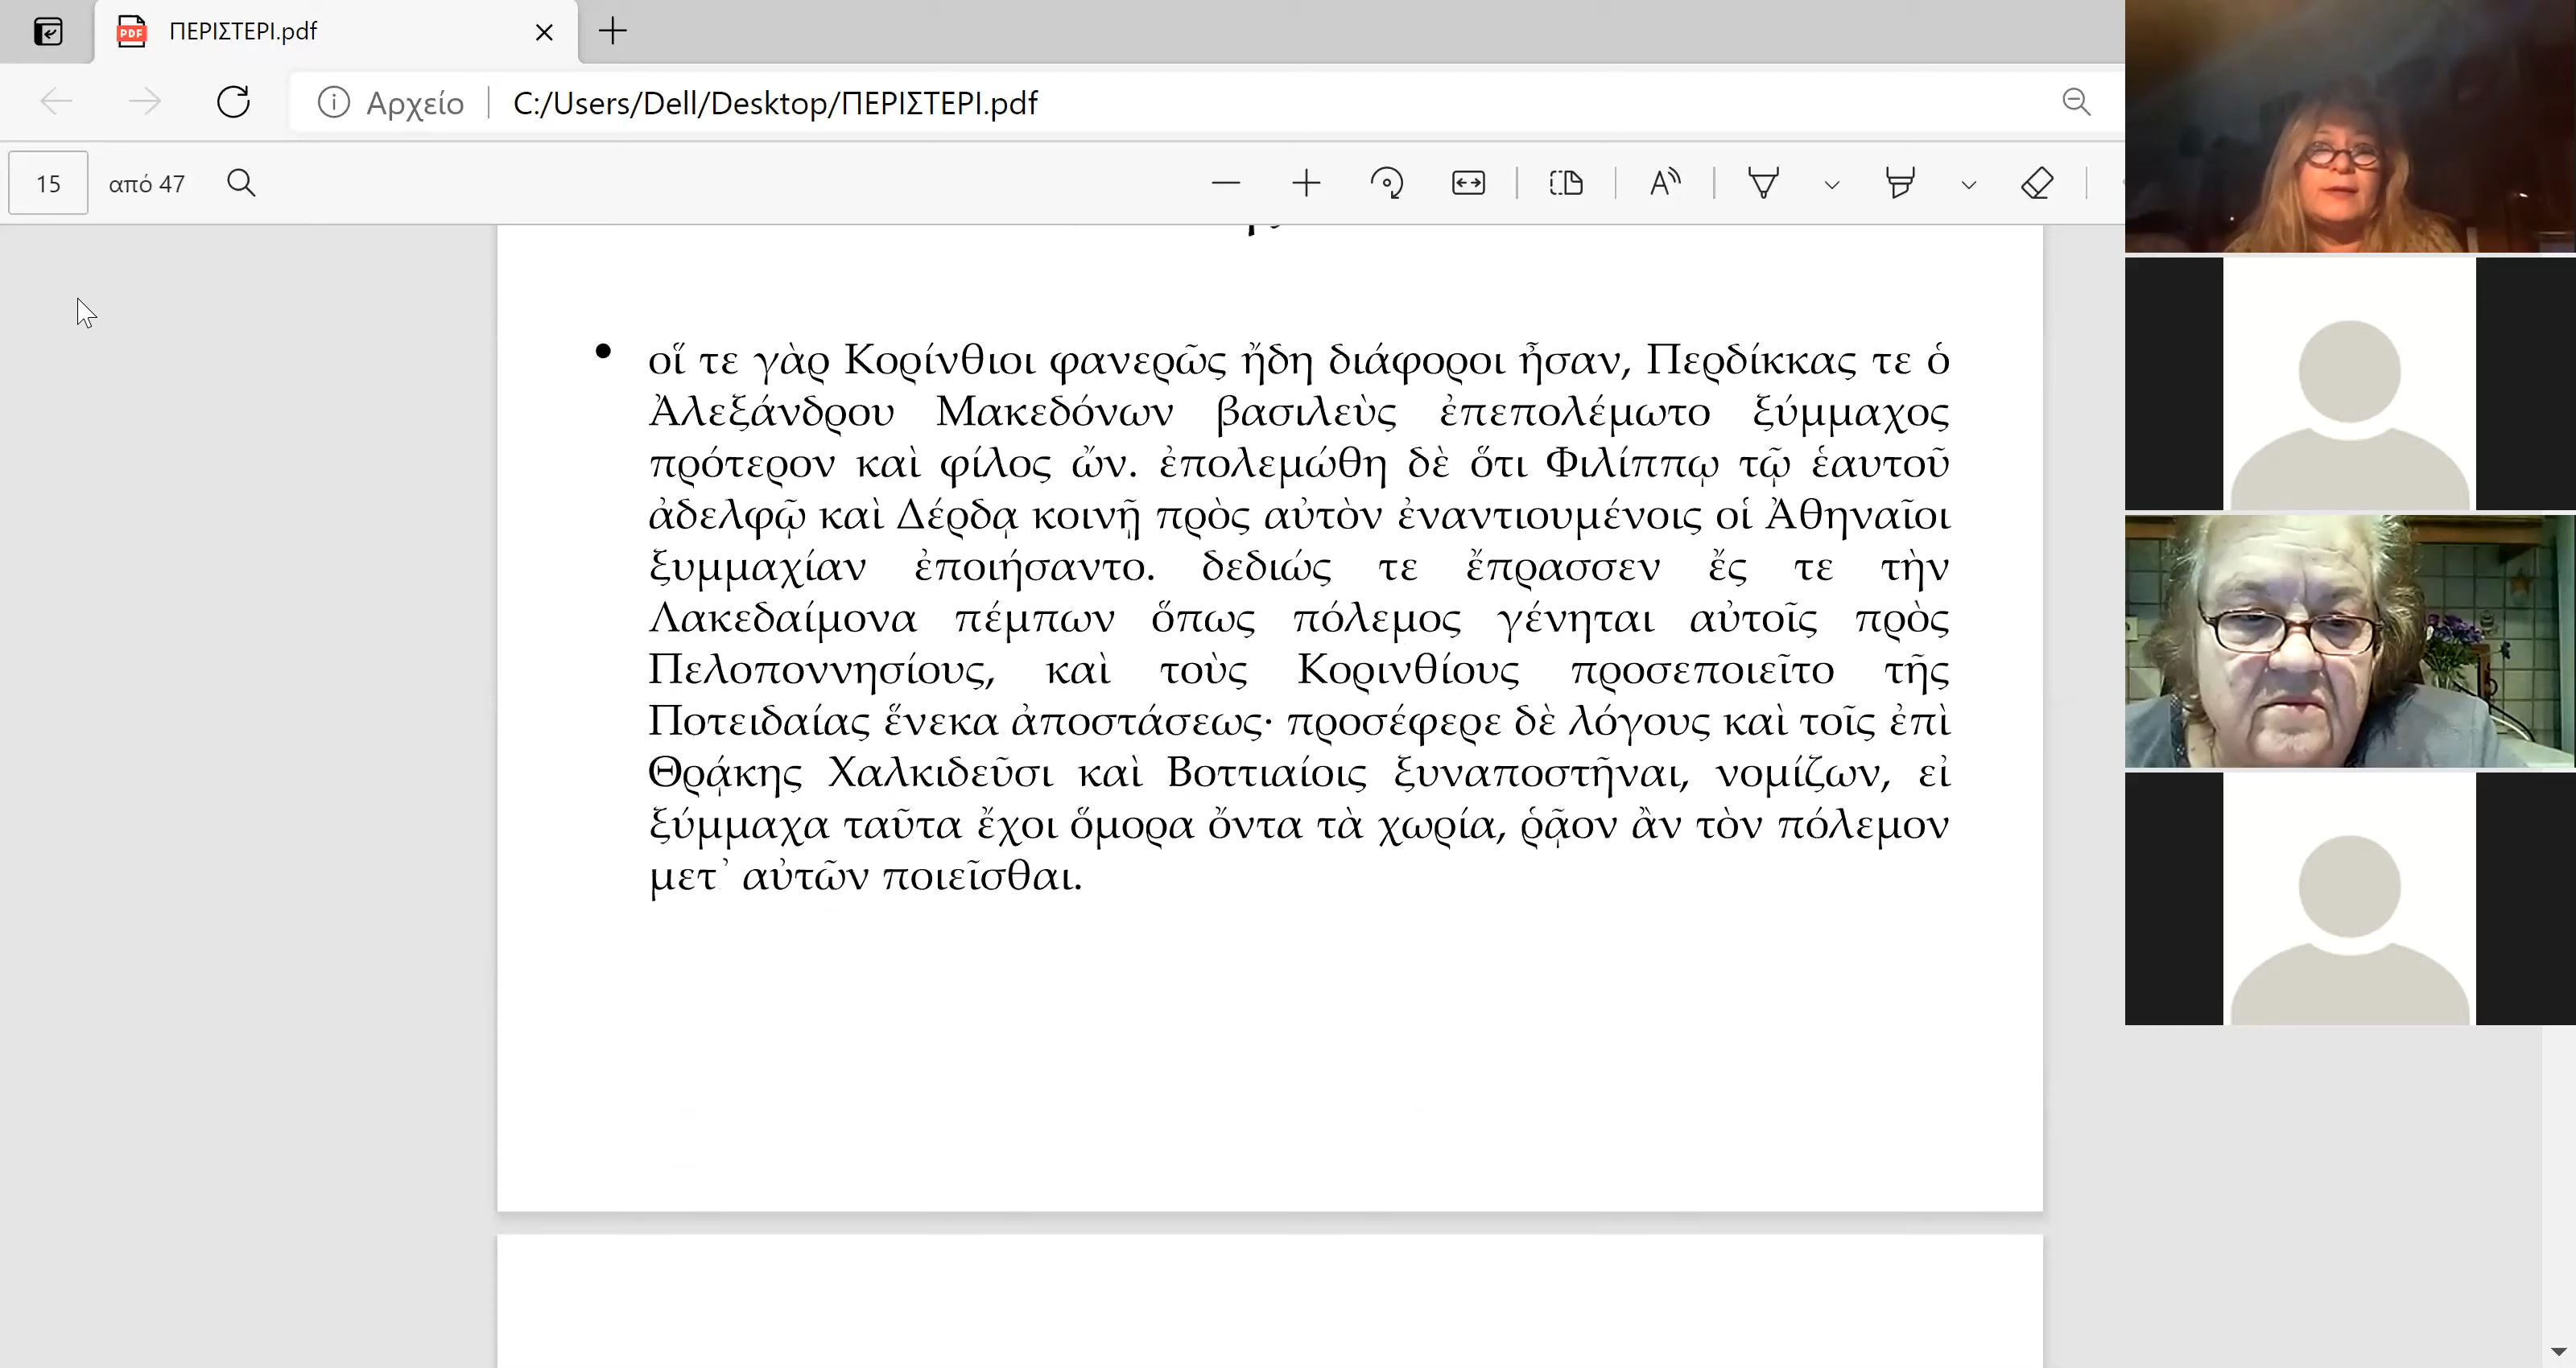 ΠΕΡΙΣΤΕΡΙ.pdf
Αρχείο C:/Users/Dell/Desktop/ΠΕΡΙΣΤΕΡΙ.pdf
15 από 47
• οἵ τε γὰρ Κορίνθιοι φανερῶς ἤδη διάφοροι ἦσαν, Περδίκκας τε ὁ
Ἀλεξάνδρου Μακεδόνων βασιλεὺς ἐπεπολέμωτο ξύμμαχος
πρότερον καὶ φίλος ὤν. ἐπολεμώθη δὲ ὅτι Φιλίππῳ τῷ ἑαυτοῦ
ἀδελφῷ καὶ Δέρδᾳ κοινῇ πρὸς αὐτὸν ἐναντιουμένοις οἱ Ἀθηναῖοι
ξυμμαχίαν ἐποιήσαντο. δεδιώς τε ἔπρασσεν ἔς τε τὴν
Λακεδαίμονα πέμπων ὅπως πόλεμος γένηται αὐτοῖς πρὸς
Πελοποννησίους, καὶ τοὺς Κορινθίους προσεποιεῖτο τῆς
Ποτειδαίας ἕνεκα ἀποστάσεως· προσέφερε δὲ λόγους καὶ τοῖς ἐπὶ
Θρᾴκης Χαλκιδεῦσι καὶ Βοττιαίοις ξυναποστῆναι, νομίζων, εἰ
ξύμμαχα ταῦτα ἔχοι ὅμορα ὄντα τὰ χωρία, ῥᾷον ἂν τὸν πόλεμον
μετ᾽ αὐτῶν ποιεῖσθαι.